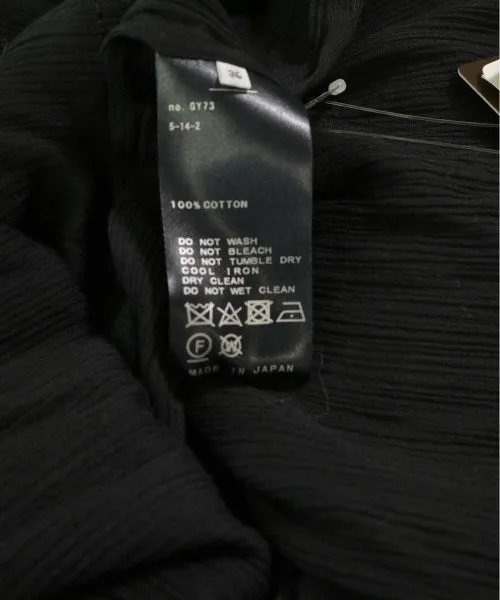 36
no. GY73
5-14-2
100% COTTON
DO NOT WASH
DO NOT BLEACH
DO NOT TUMBLE DRY
COOL IRON
DRY CLEAN
DO NOT WET CLEAN
F W
MADE IN JAPAN